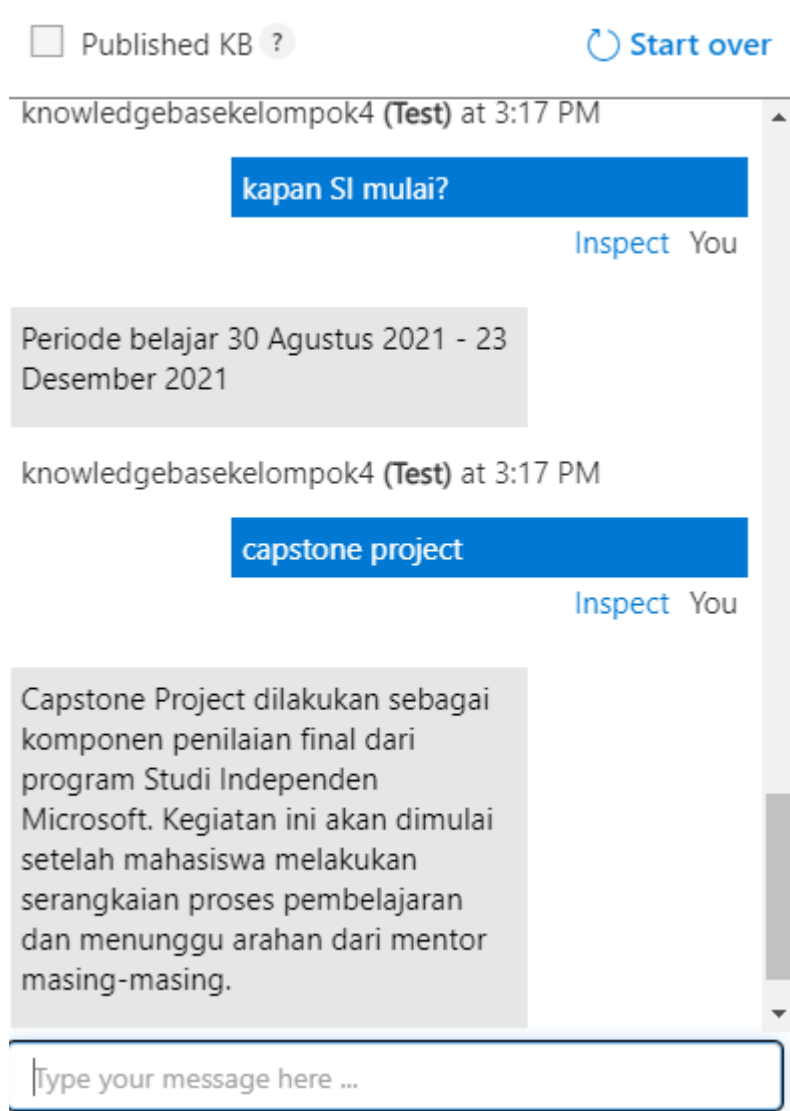 Published KB ?
Start over
knowledgebasekelompok4 (Test) at 3:17 PM
kapan SI mulai?
Inspect You
Periode belajar 30 Agustus 2021 - 23
Desember 2021
knowledgebasekelompok4 (Test) at 3:17 PM
capstone project
Inspect You
Capstone Project dilakukan sebagai
komponen penilaian final dari
program Studi Independen
Microsoft. Kegiatan ini akan dimulai
setelah mahasiswa melakukan
serangkaian proses pembelajaran
dan menunggu arahan dari mentor
masing-masing.
Type your message here ...